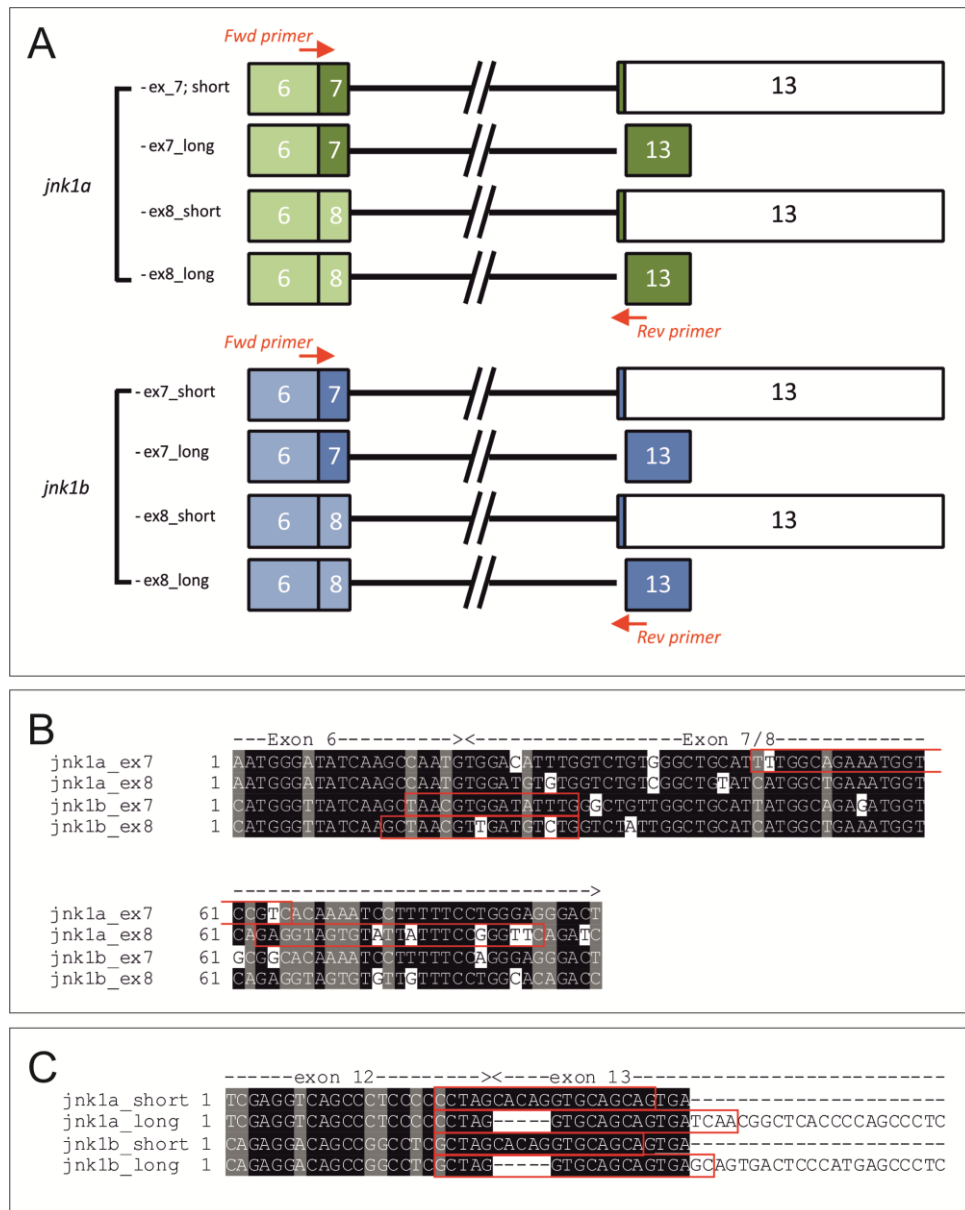 A
Fwd primer
-ex_7; short 6 7 13
-ex7_long 6 7 13
jnk1a
-ex8_short 6 8 13
-ex8_long 6 8 13
Rev primer
Fwd primer
-ex7_short 6 7 13
-ex7_long 6 7 13
jnk1b
-ex8_short 6 8 13
-ex8_long 6 8 13
Rev primer
B
---Exon 6----------><------------------Exon 7/8-------------
jnk1a_ex7 1 AATGGGATATCAAGCCAATGTGGACATTTGGTCTGTGGGCTGCATTTTGGCAGAAATGGT
jnk1a_ex8 1 AATGGGATATCAAGCCAATGTGGATGTGTGGTCTGTCGGCTGTATCATGGCTGAAATGGT
jnk1b_ex7 1 CATGGGTTATCAAGCTAACGTGGATATTTGGGCTGTTGGCTGCATTATGGCAGAGATGGT
jnk1b_ex8 1 CATGGGTTATCAAGCTAACGTTGATGTCTGGTCTATTGGCTGCATCATGGCTGAAATGGT
------------------------------->
jnk1a_ex7 61 CCGTCACAAAATCCTTTTTCCTGGGAGGGACT
jnk1a_ex8 61 CAGAGGTAGTGTATTATTTCCGGGTTCAGATC
jnk1b_ex7 61 GCGGCACAAAATCCTTTTTCCAGGGAGGGACT
jnk1b_ex8 61 CAGAGGTAGTGTGTTGTTTCCTGGCACAGACC
C
------exon 12---------><----exon 13---------------------------
jnk1a_short 1 TCGAGGTCAGCCCTCCCCCCTAGCACAGGTGCAGCAGTGA----------------------
jnk1a_long 1 TCGAGGTCAGCCCTCCCCCCTAG-----GTGCAGCAGTGATCAACGGCTCACCCCAGCCCTC
jnk1b_short 1 CAGAGGACAGCCGGCCTCGCTAGCACAGGTGCAGCAGTGA----------------------
jnk1b_long 1 CAGAGGACAGCCGGCCTCGCTAG-----GTGCAGCAGTGAGCAGTGACTCCCATGAGCCCTC